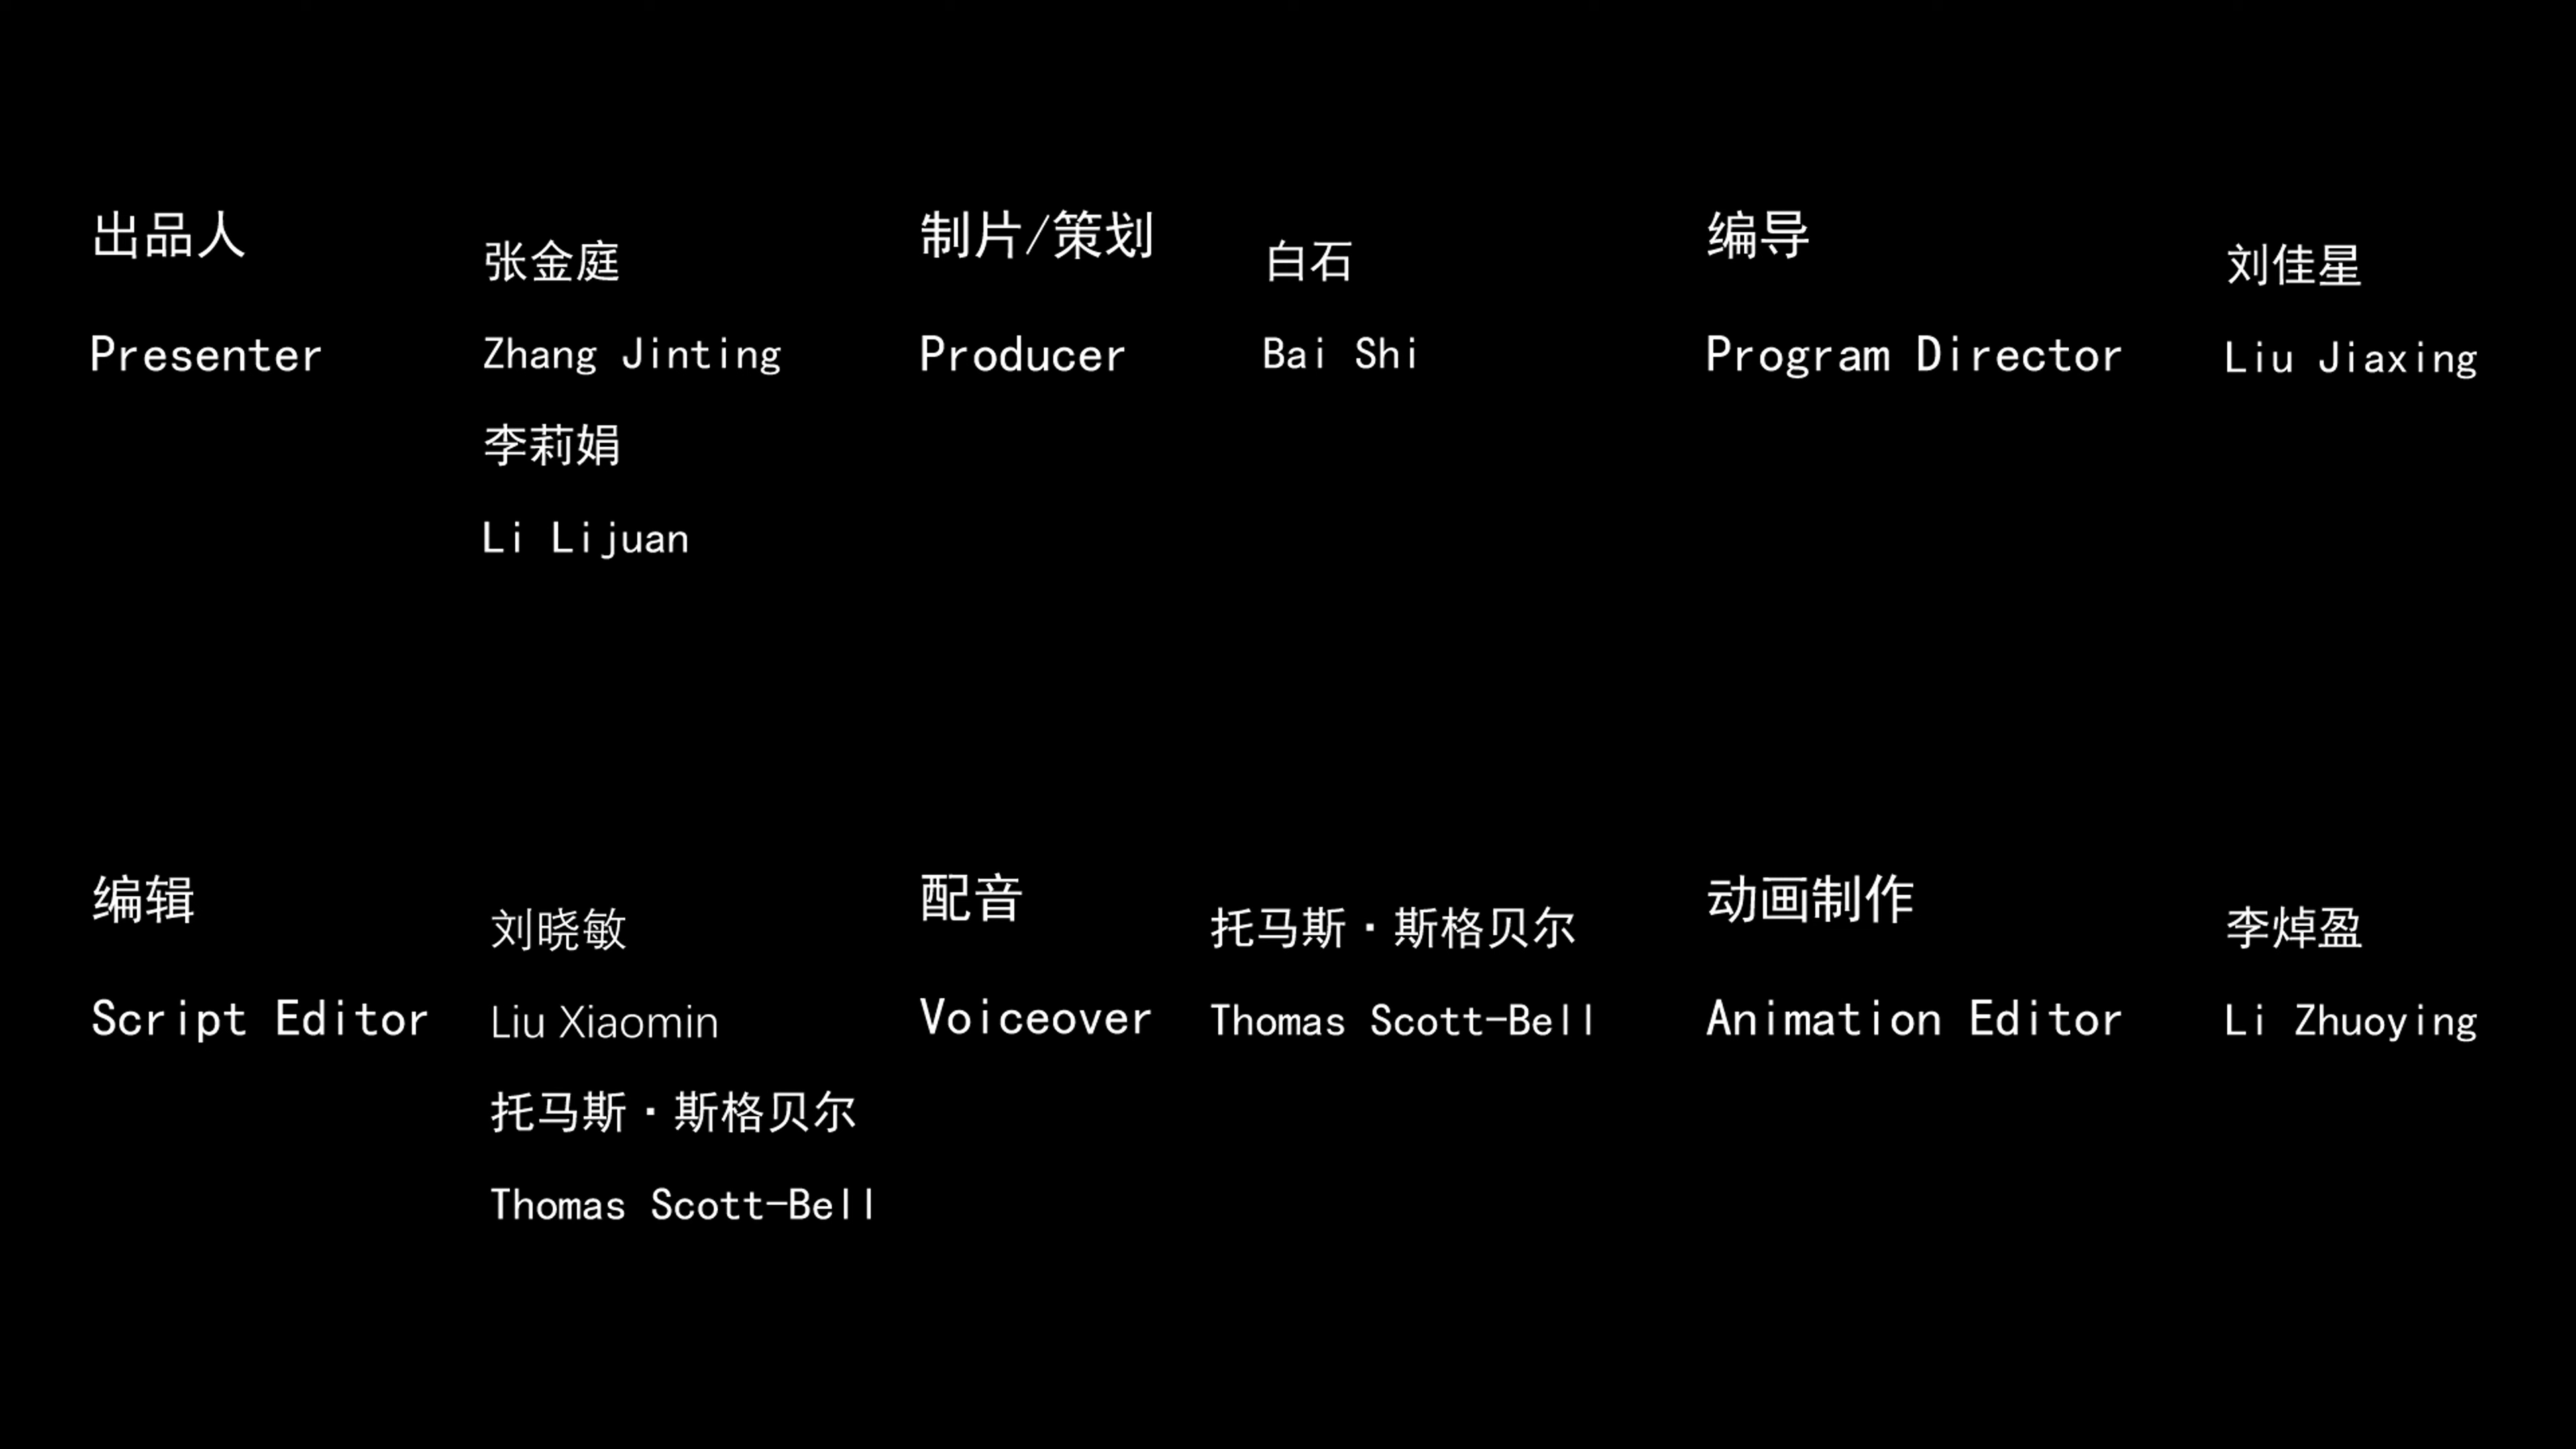 出品人
Presenter
张金庭
Zhang Jinting
李莉娟
Li Lijuan
制片/策划
Producer
白石
Bai Shi
编导
Program Director
刘佳星
Liu Jiaxing
编辑
Script Editor
刘晓敏
Liu Xiaomin
托马斯·斯格贝尔
Thomas Scott-Bell
配音
Voiceover
托马斯·斯格贝尔
Thomas Scott-Bell
动画制作
Animation Editor
李焯盈
Li Zhuoying